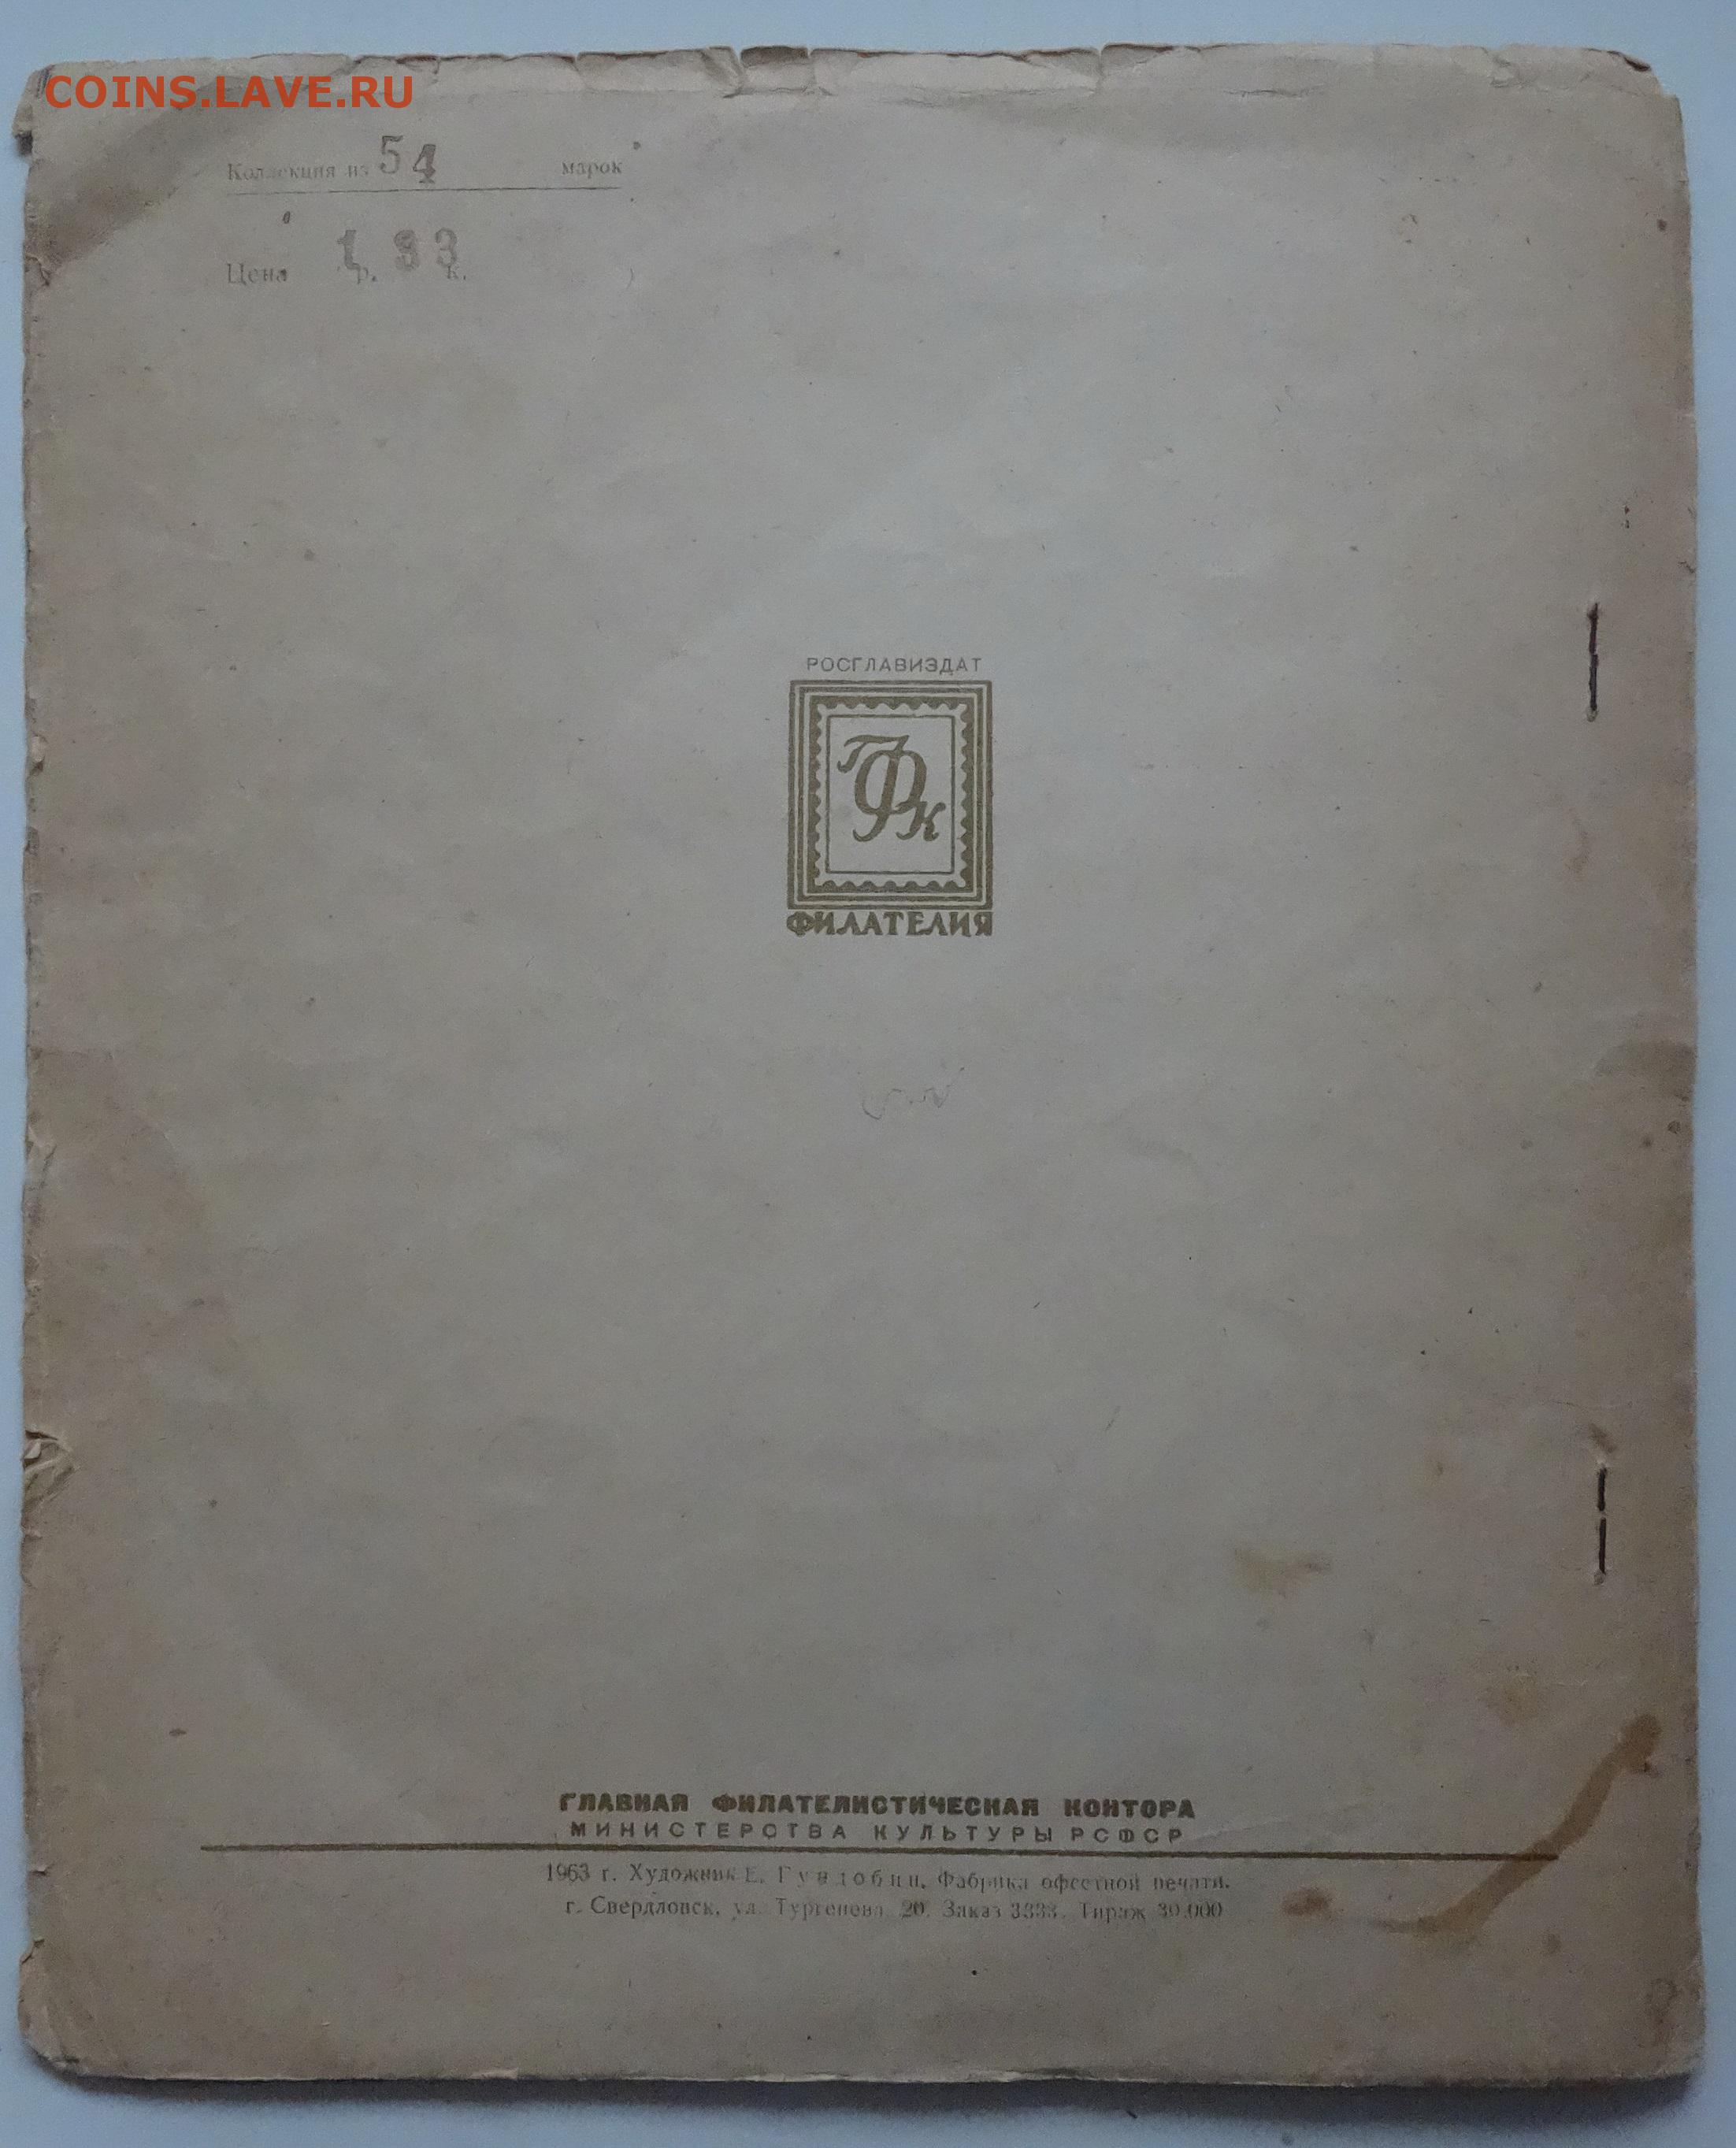 COINS.LAVE.RU
Коллекция из 54 марок
Цена 1 р. 33 к.
РОСГЛАВИЗДАТ
ГФК
ФИЛАТЕЛИЯ
ГЛАВНАЯ ФИЛАТЕЛИСТИЧЕСКАЯ КОНТОРА
МИНИСТЕРСТВА КУЛЬТУРЫ РСФСР
1963 г. Художник Е. Фабрика офсетной печати.
г. Свердловск, ул. Тургенева 20. Заказ 3333. Тираж 30.000